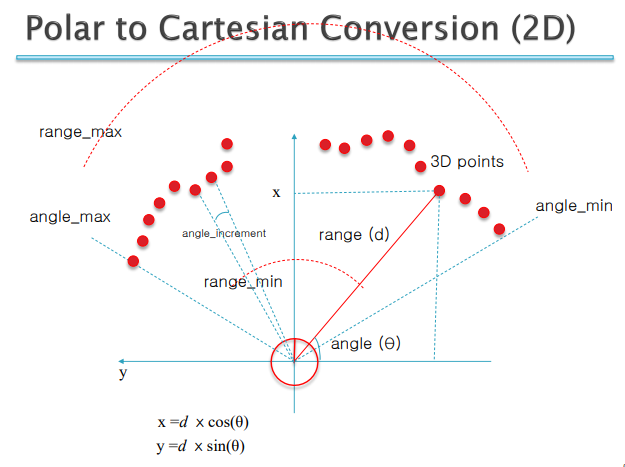 Polar to Cartesian Conversion (2D)
range_max
3D points
x
angle_max
angle_min
angle_increment
range (d)
range_min
angle (Θ)
y
x =d ×cos(θ)
y =d ×sin(θ)